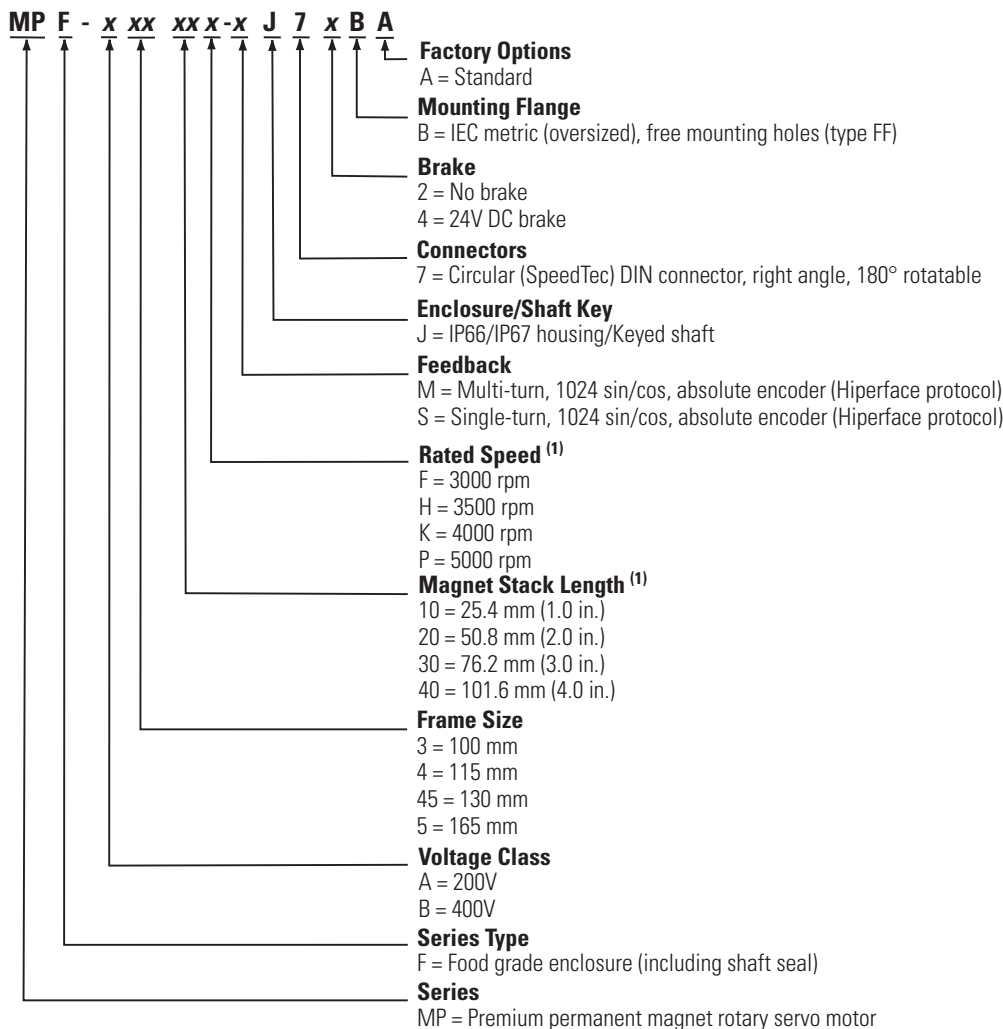 MP F - x xx xx x -x J 7 x B A
Factory Options
A = Standard
Mounting Flange
B = IEC metric (oversized), free mounting holes (type FF)
Brake
2 = No brake
4 = 24V DC brake
Connectors
7 = Circular (SpeedTec) DIN connector, right angle, 180° rotatable
Enclosure/Shaft Key
J = IP66/IP67 housing/Keyed shaft
Feedback
M = Multi-turn, 1024 sin/cos, absolute encoder (Hiperface protocol)
S = Single-turn, 1024 sin/cos, absolute encoder (Hiperface protocol)
Rated Speed (1)
F = 3000 rpm
H = 3500 rpm
K = 4000 rpm
P = 5000 rpm
Magnet Stack Length (1)
10 = 25.4 mm (1.0 in.)
20 = 50.8 mm (2.0 in.)
30 = 76.2 mm (3.0 in.)
40 = 101.6 mm (4.0 in.)
Frame Size
3 = 100 mm
4 = 115 mm
45 = 130 mm
5 = 165 mm
Voltage Class
A = 200V
B = 400V
Series Type
F = Food grade enclosure (including shaft seal)
Series
MP = Premium permanent magnet rotary servo motor